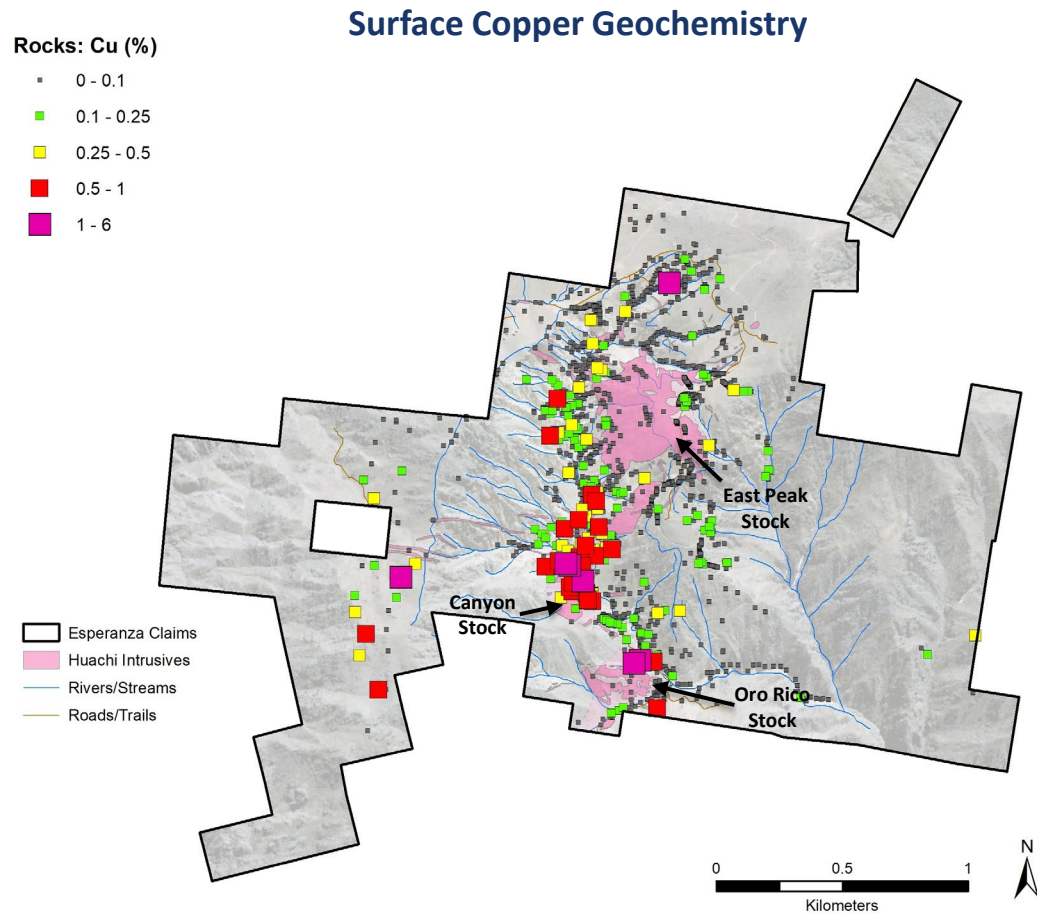 Surface Copper Geochemistry
Rocks: Cu (%)
0 - 0.1
0.1 - 0.25
0.25 - 0.5
0.5 - 1
1 - 6
East Peak
Stock
Canyon
Stock
Oro Rico
Stock
Esperanza Claims
Huachi Intrusives
Rivers/Streams
Roads/Trails
0 0.5 1
Kilometers
N